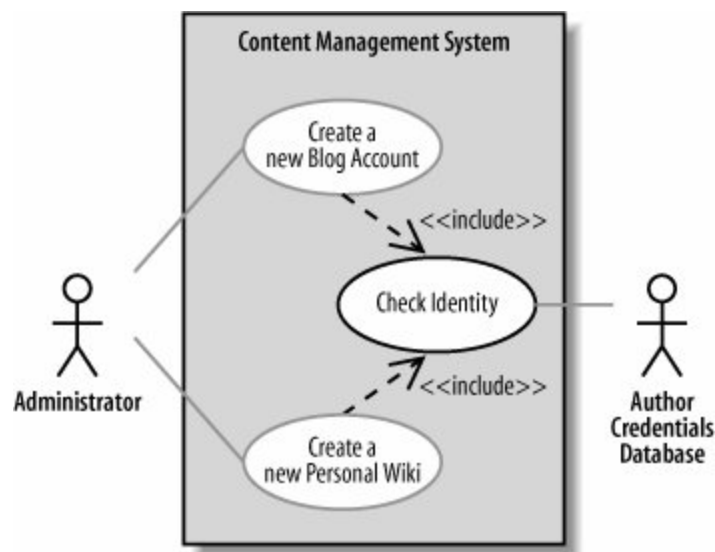 Content Management System
Create a
new Blog Account
<<include>>
Check Identity
<<include>>
Administrator
Author
Credentials
Database
Create a
new Personal Wiki